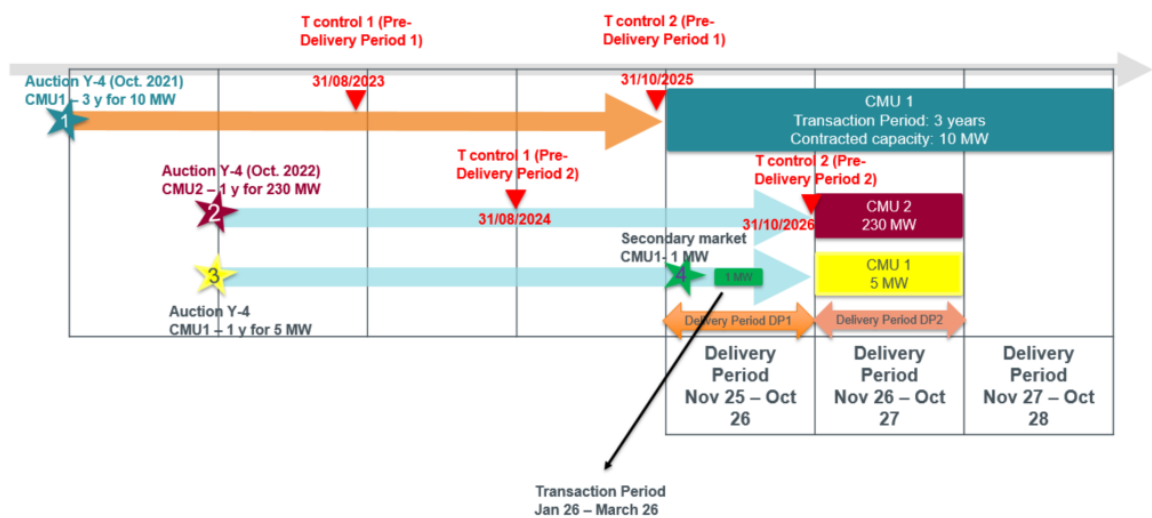 T control 1 (Pre-
Delivery Period 1)
T control 2 (Pre-
Delivery Period 1)
Auction Y-4 (Oct. 2021)
CMU1 – 3 y for 10 MW
31/08/2023
31/10/2025
1
CMU 1
Transaction Period: 3 years
Contracted capacity: 10 MW
Auction Y-4 (Oct. 2022)
CMU2 – 1 y for 230 MW
T control 1 (Pre-
Delivery Period 2)
T control 2 (Pre-
Delivery Period 2)
2
31/08/2024
31/10/2026
CMU 2
230 MW
Secondary market
CMU1- 1 MW
3
4
1 MW
CMU 1
5 MW
Auction Y-4
CMU1 – 1 y for 5 MW
Delivery Period DP1
Delivery Period DP2
Delivery
Period
Nov 25 – Oct
26
Delivery
Period
Nov 26 – Oct
27
Delivery
Period
Nov 27 – Oct
28
Transaction Period
Jan 26 – March 26